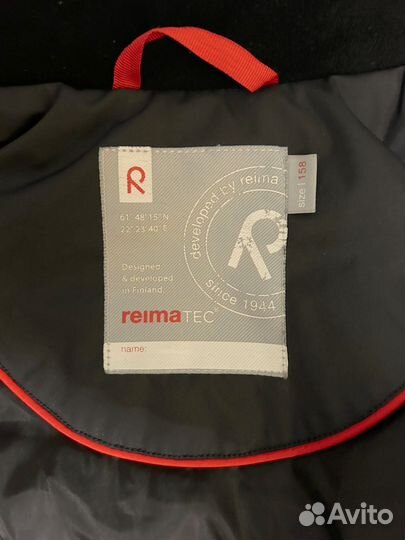 R
developed by reima
size | 158
61° 48'15"N
22° 23'40"E
R
Designed
& developed
in Finland.
since 1944
reimaTEC®
name:
Avito